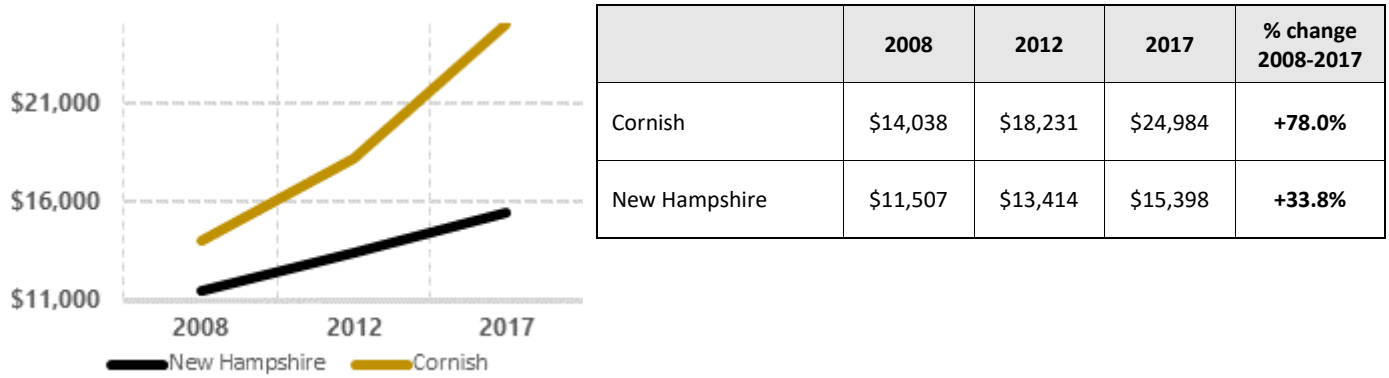 $21,000
$16,000
$11,000
2008 2012 2017
New Hampshire Cornish
2008 2012 2017 % change
2008-2017
Cornish $14,038 $18,231 $24,984 +78.0%
New Hampshire $11,507 $13,414 $15,398 +33.8%